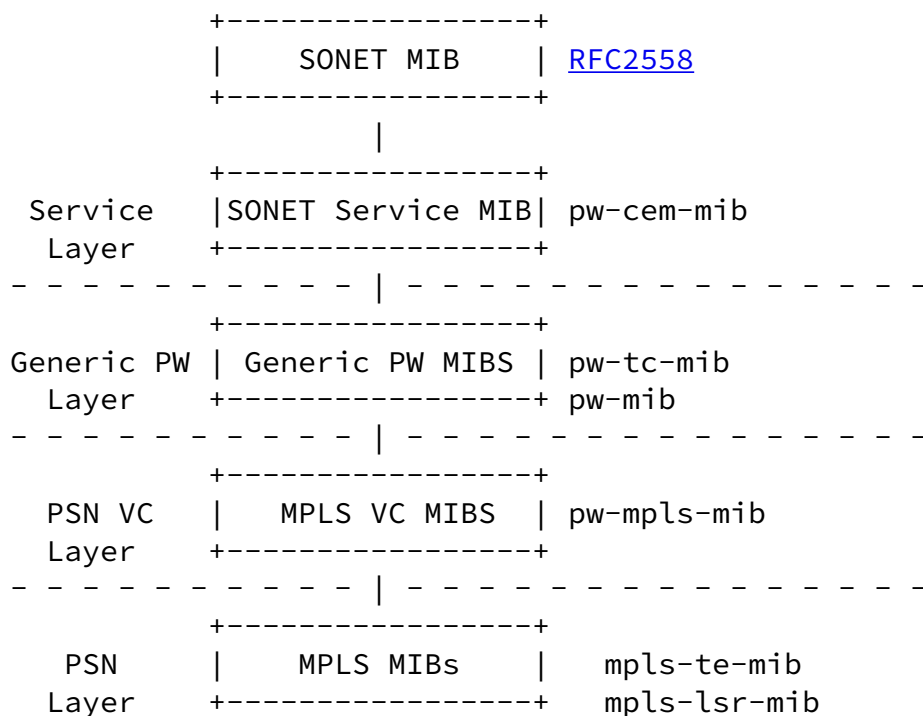 +-----------------+
| SONET MIB | RFC2558
+-----------------+
|
+-----------------+
Service |SONET Service MIB| pw-cem-mib
Layer +-----------------+
- - - - - - - - - - | - - - - - - - - - - - - - - -
+-----------------+
Generic PW | Generic PW MIBS | pw-tc-mib
Layer +-----------------+ pw-mib
- - - - - - - - - - | - - - - - - - - - - - - - - -
+-----------------+
PSN VC | MPLS VC MIBS | pw-mpls-mib
Layer +-----------------+
- - - - - - - - - - | - - - - - - - - - - - - - - -
+-----------------+
PSN | MPLS MIBs | mpls-te-mib
Layer +-----------------+ mpls-lsr-mib